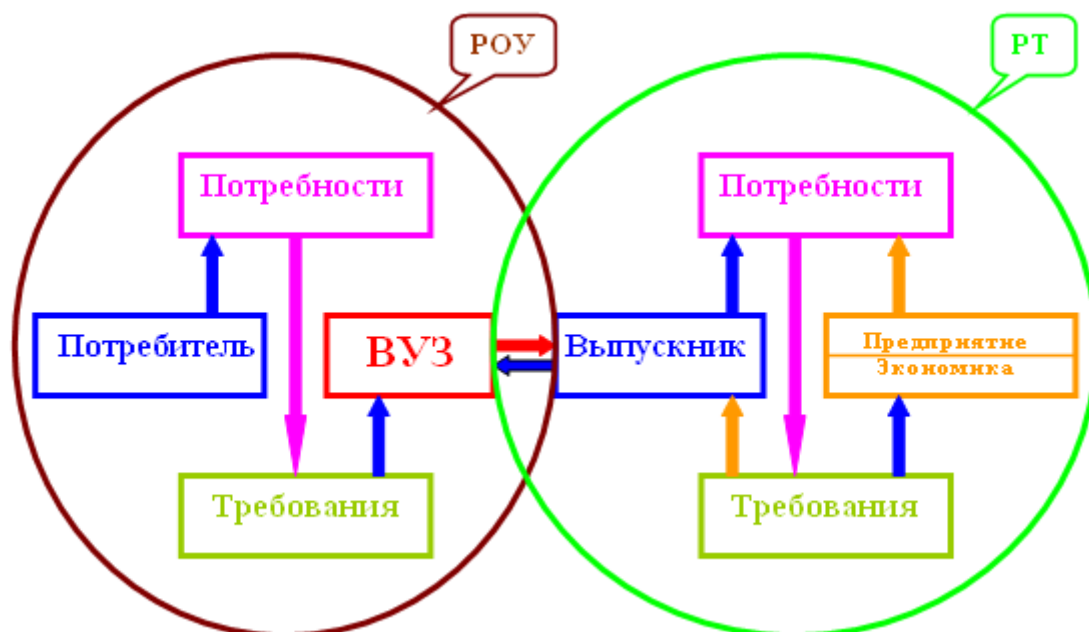 РОУ
РТ
Потребности
Потребности
Потребитель
ВУЗ
Выпускник
Предприятие
Экономика
Требования
Требования